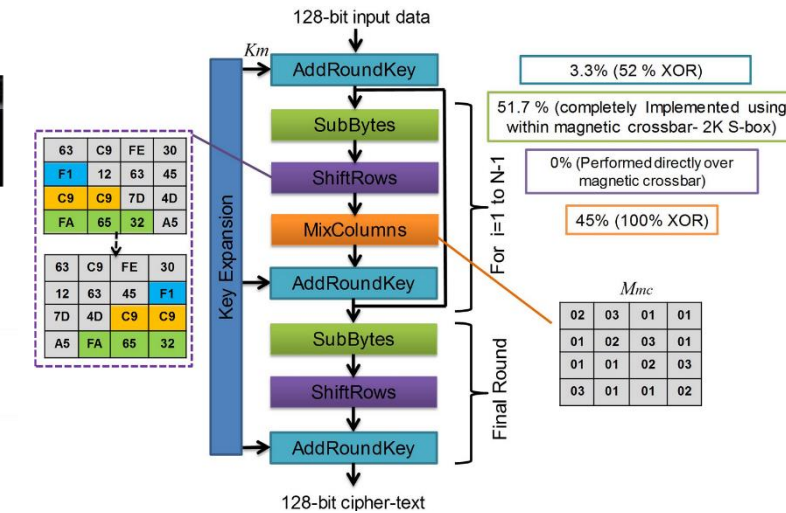 128-bit input data
Km
AddRoundKey
3.3% (52 % XOR)
SubBytes
51.7 % (completely Implemented using
within magnetic crossbar- 2K S-box)
63 C9 FE 30
F1 12 63 45
C9 C9 7D 4D
FA 65 32 A5
ShiftRows
0% (Performed directly over
magnetic crossbar)
MixColumns
45% (100% XOR)
For i=1 to N-1
Key Expansion
63 C9 FE 30
12 63 45 F1
7D 4D C9 C9
A5 FA 65 32
AddRoundKey
Mmc
02 03 01 01
01 02 03 01
01 01 02 03
03 01 01 02
SubBytes
ShiftRows
Final Round
AddRoundKey
128-bit cipher-text